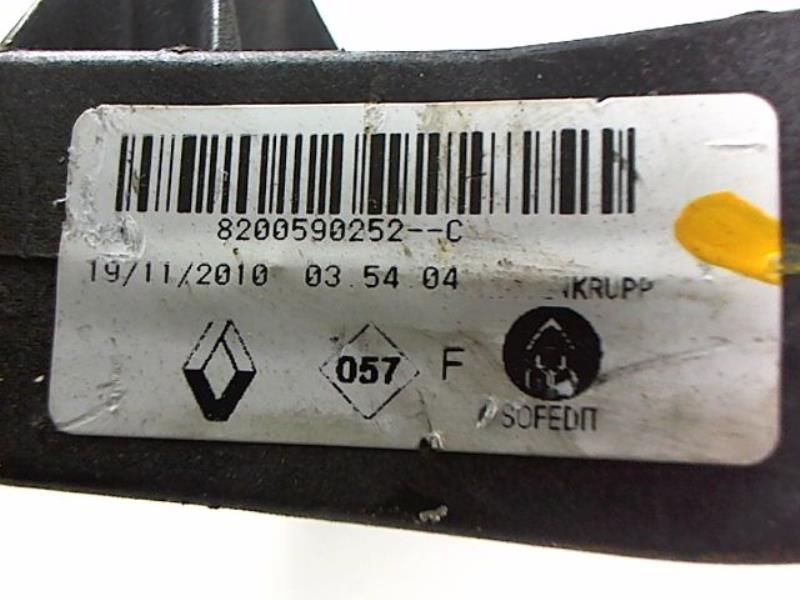 8200590252--C
19/11/2010 03.54 04
NKRUPP
057 F
SOFEDIT